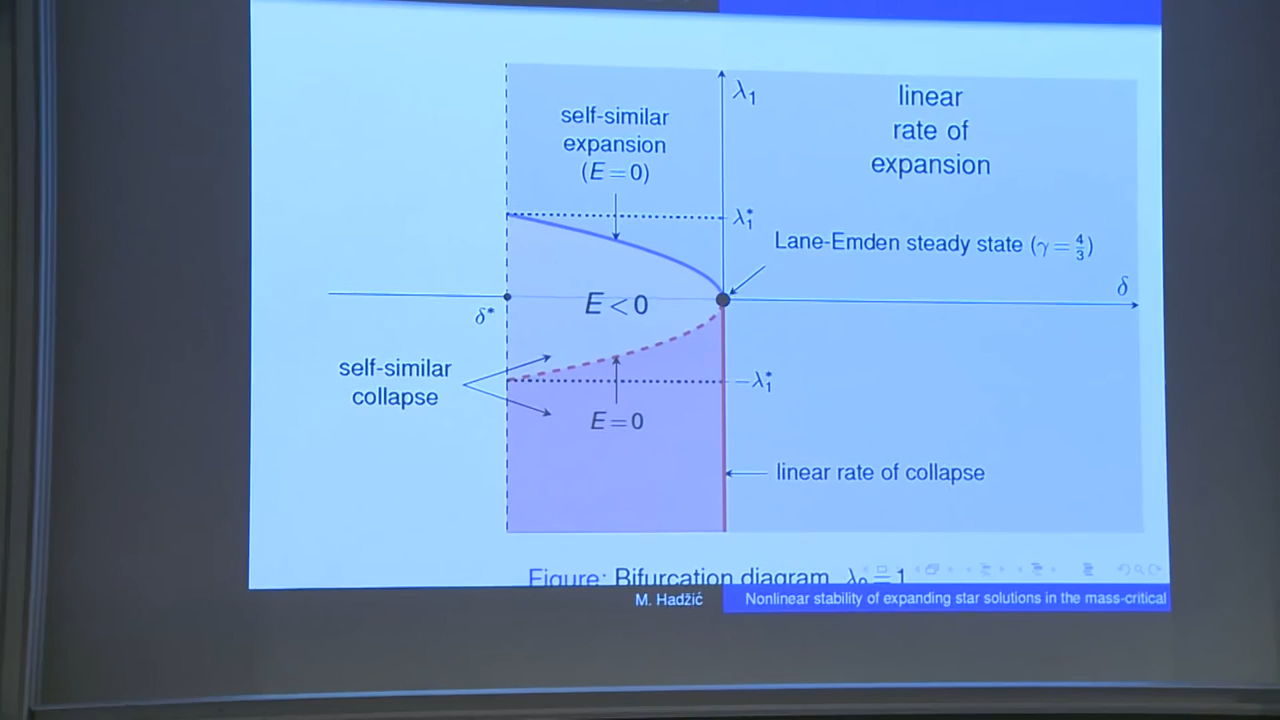 λ₁
linear
rate of
expansion
self-similar
expansion
(E = 0)
λ₁*
Lane-Emden steady state (γ = 4/3)
δ
δ*
E < 0
self-similar
collapse
−λ₁*
E = 0
linear rate of collapse
Figure: Bifurcation diagram λ₀ = 1
M. Hadžić
Nonlinear stability of expanding star solutions in the mass-critical